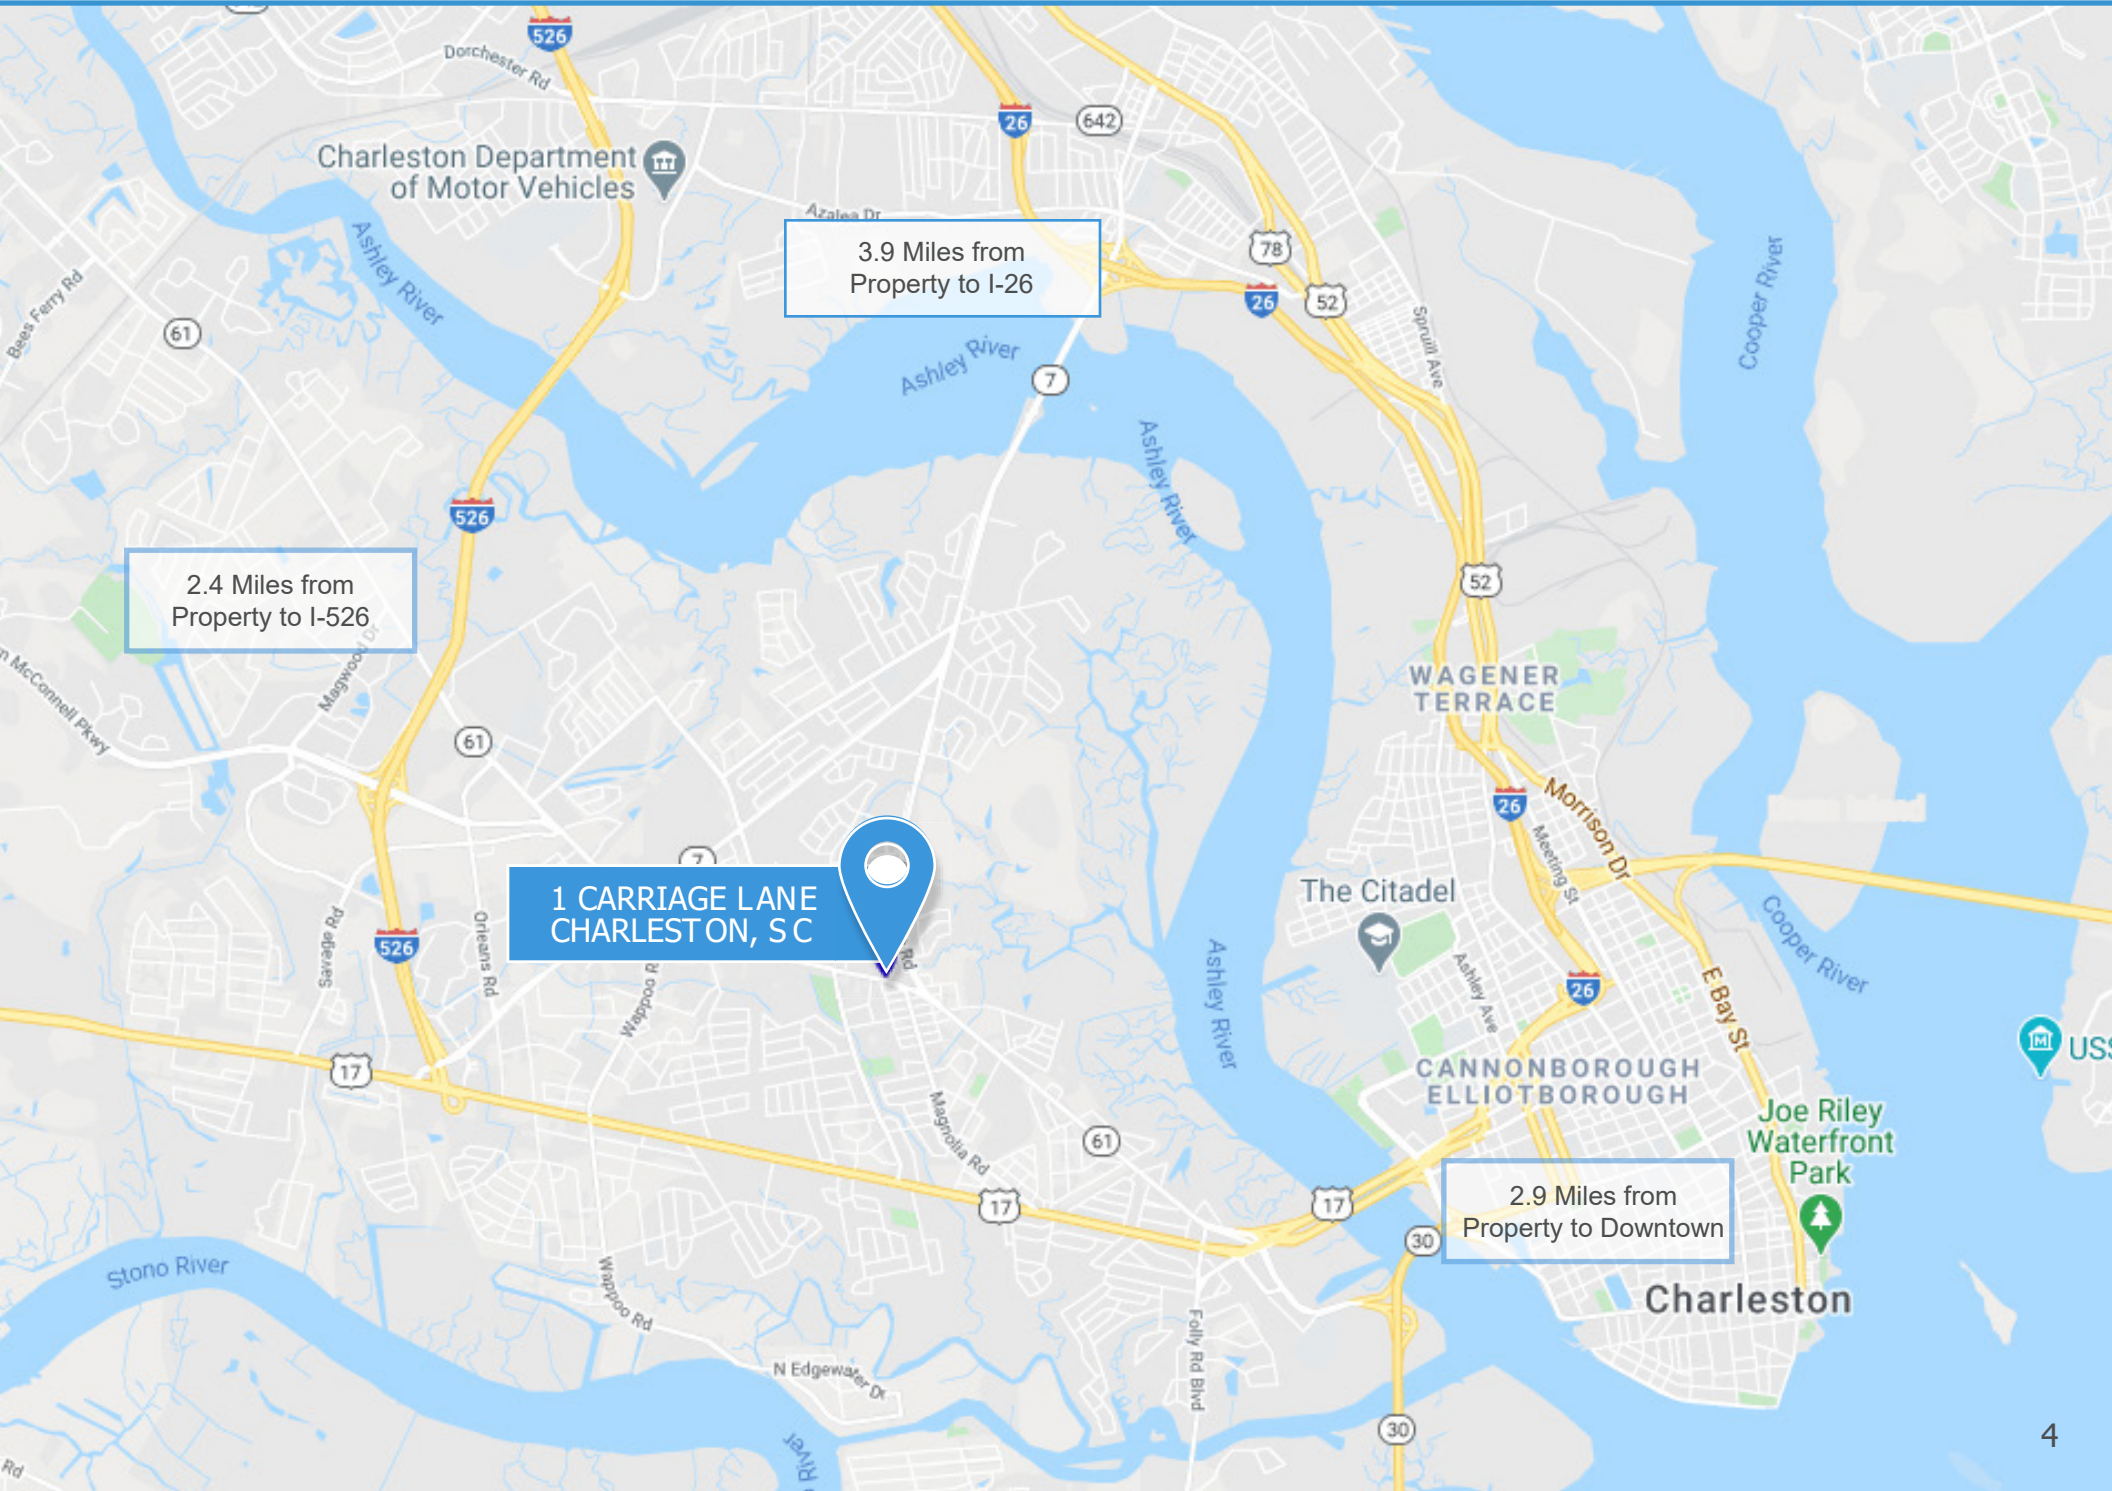 526
Dorchester Rd
26
642
Charleston Department
of Motor Vehicles
Azalea Dr
Ashley River
3.9 Miles from
Property to I-26
78
26
52
Cooper River
Bees Ferry Rd
61
Spruill Ave
Ashley River
7
Ashley River
526
2.4 Miles from
Property to I-526
52
Magwood Dr
McConnell Pkwy
WAGENER
TERRACE
61
26
Morrison Dr
Meeting St
7
1 CARRIAGE LANE
CHARLESTON, SC
Rd
The Citadel
Savage Rd
Orleans Rd
526
Wappoo R
Ashley River
Ashley Ave
26
Cooper River
E Bay St
17
CANNONBOROUGH
ELLIOTBOROUGH
Magnolia Rd
61
Joe Riley
Waterfront
Park
17
17
2.9 Miles from
Property to Downtown
30
Stono River
Wappoo Rd
Charleston
Folly Rd Blvd
N Edgewater Dr
30
River
Rd
4